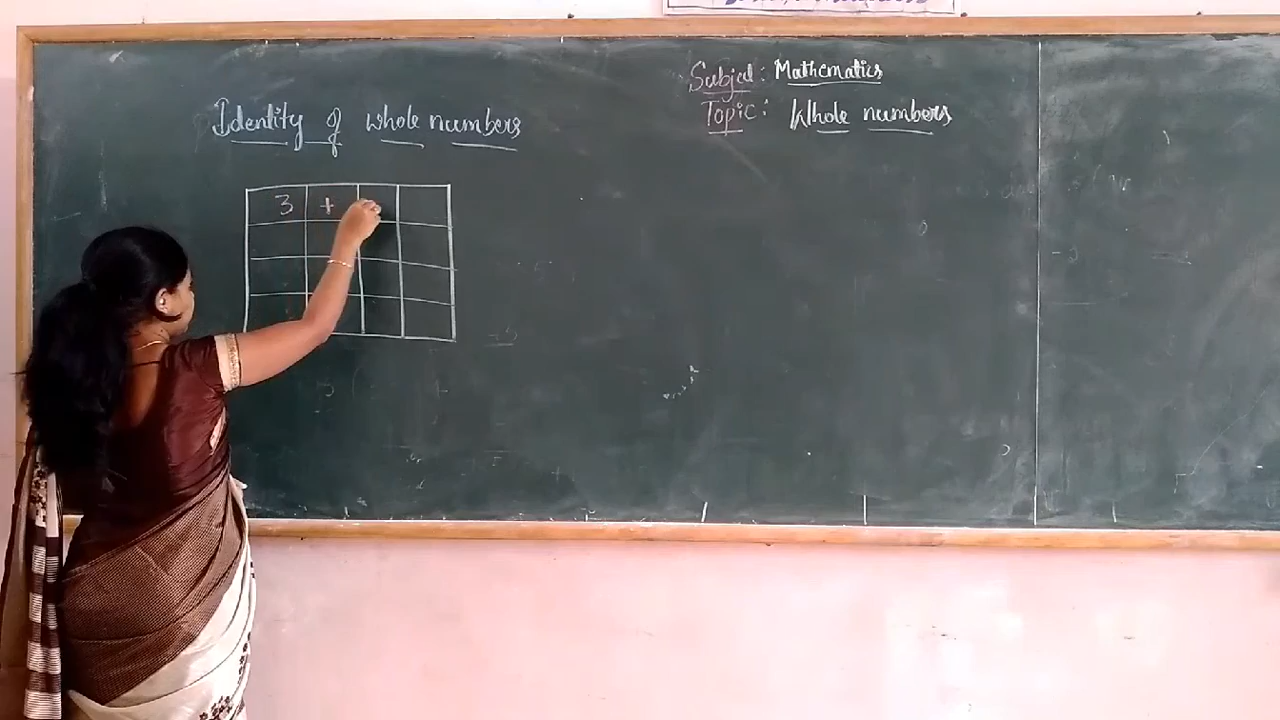 Subject: Mathematics
Topic: Whole numbers
Identity of whole numbers
3 +